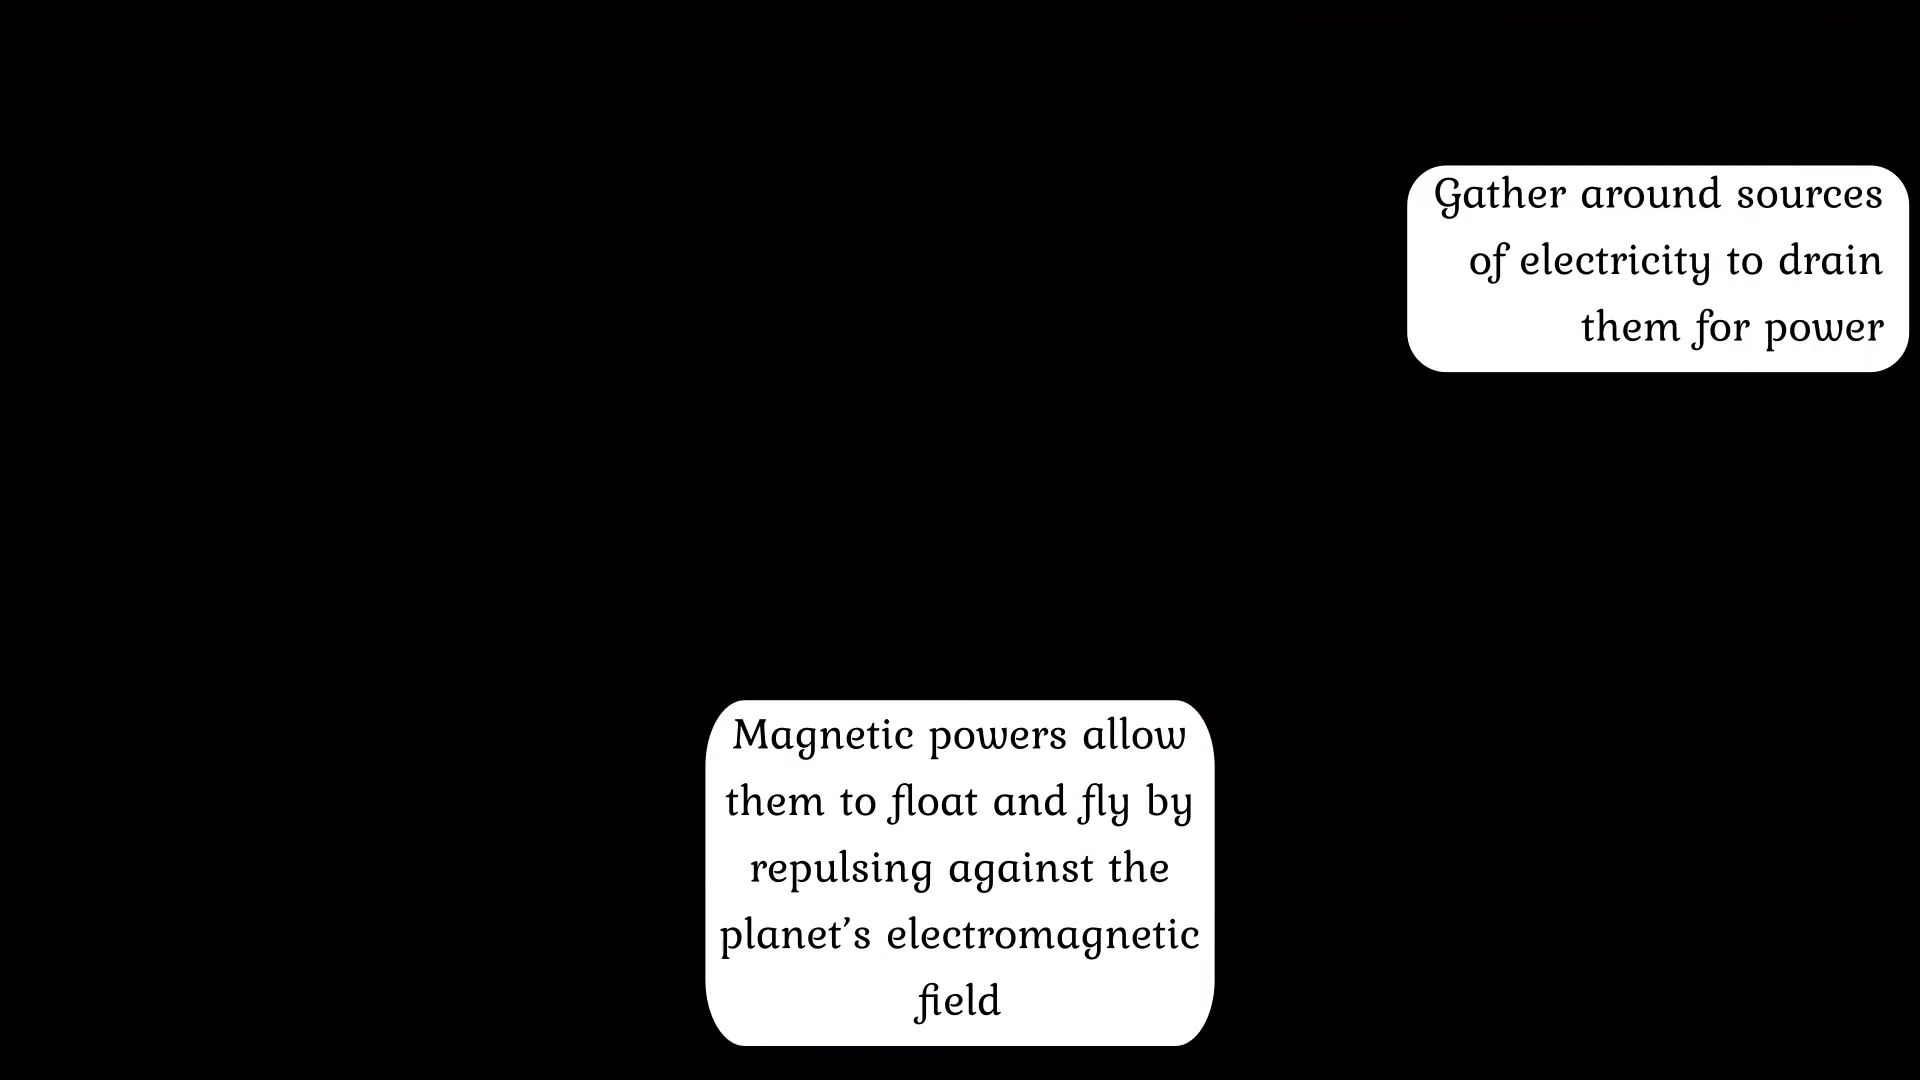 Gather around sources
of electricity to drain
them for power
Magnetic powers allow
them to float and fly by
repulsing against the
planet’s electromagnetic
field